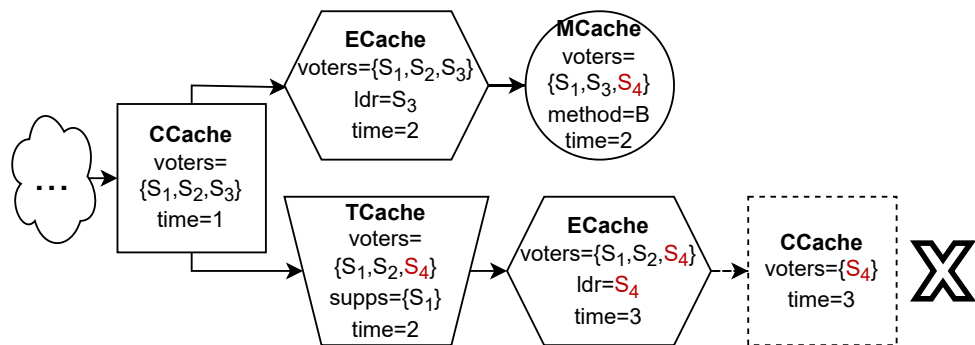 ...
CCache
voters=
{S₁,S₂,S₃}
time=1
ECache
voters={S₁,S₂,S₃}
ldr=S₃
time=2
MCache
voters=
{S₁,S₃,S₄}
method=B
time=2
TCache
voters=
{S₁,S₂,S₄}
supps={S₁}
time=2
ECache
voters={S₁,S₂,S₄}
ldr=S₄
time=3
CCache
voters={S₄}
time=3
X